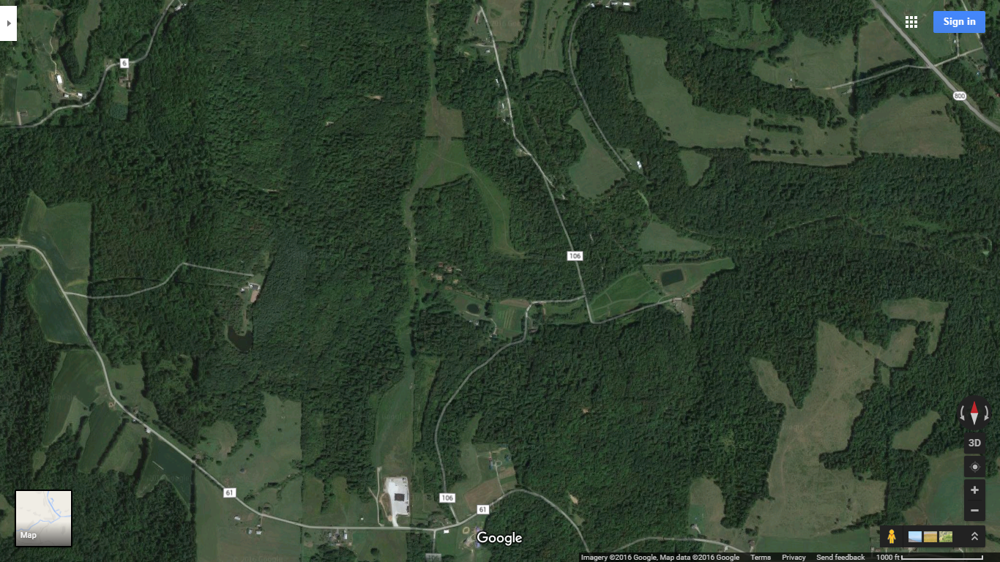 Sign in
6
800
106
3D
61
106
61
Map
Google
Imagery ©2016 Google, Map data ©2016 Google Terms Privacy Send feedback 1000 ft